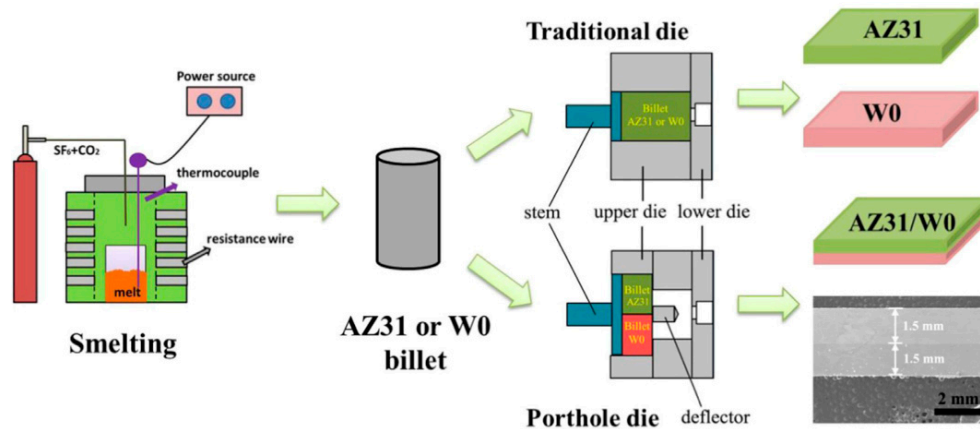 Power source
SF6+CO2
thermocouple
resistance wire
melt
Smelting
AZ31 or W0
billet
Traditional die
Billet
AZ31 or W0
stem
upper die
lower die
Billet
AZ31
Billet
W0
Porthole die
deflector
AZ31
W0
AZ31/W0
1.5 mm
1.5 mm
2 mm